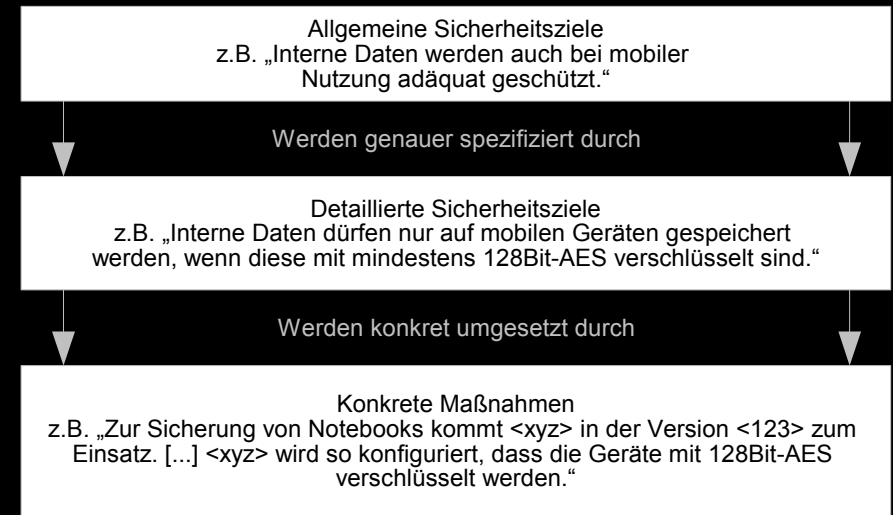 Allgemeine Sicherheitsziele
z.B. „Interne Daten werden auch bei mobiler
Nutzung adäquat geschützt.“
Werden genauer spezifiziert durch
Detaillierte Sicherheitsziele
z.B. „Interne Daten dürfen nur auf mobilen Geräten gespeichert
werden, wenn diese mit mindestens 128Bit-AES verschlüsselt sind.“
Werden konkret umgesetzt durch
Konkrete Maßnahmen
z.B. „Zur Sicherung von Notebooks kommt <xyz> in der Version <123> zum
Einsatz. [...] <xyz> wird so konfiguriert, dass die Geräte mit 128Bit-AES
verschlüsselt werden.“